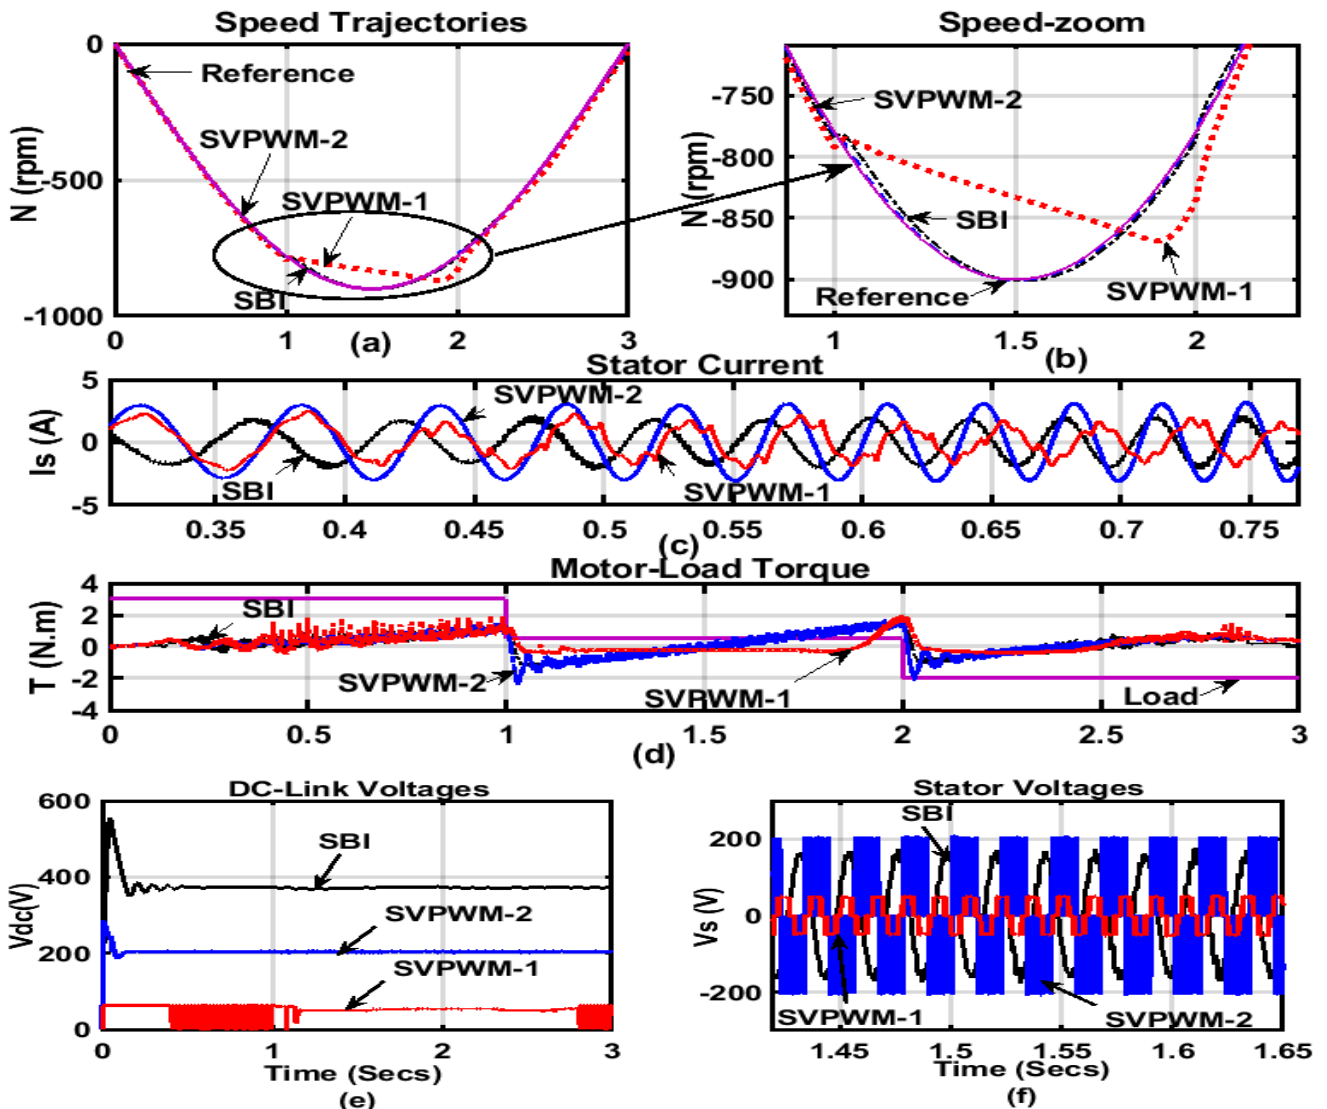 Speed Trajectories
Speed-zoom
0
-500
-1000
N (rpm)
Reference
SVPWM-2
SVPWM-1
SBI
0 1 2 3
(a)
-750
-800
-850
-900
N (rpm)
SVPWM-2
SBI
Reference
SVPWM-1
1 1.5 2
(b)
Stator Current
5
0
-5
Is (A)
SVPWM-2
SBI
SVPWM-1
0.35 0.4 0.45 0.5 0.55 0.6 0.65 0.7 0.75
(c)
Motor-Load Torque
4
2
0
-2
-4
T (N.m)
SBI
SVPWM-2
SVPWM-1
Load
0 0.5 1 1.5 2 2.5 3
(d)
DC-Link Voltages
600
400
200
0
Vdc(V)
SBI
SVPWM-2
SVPWM-1
0 1 2 3
Time (Secs)
(e)
Stator Voltages
200
0
-200
Vs (V)
SBI
SVPWM-1
SVPWM-2
1.45 1.5 1.55 1.6 1.65
Time (Secs)
(f)